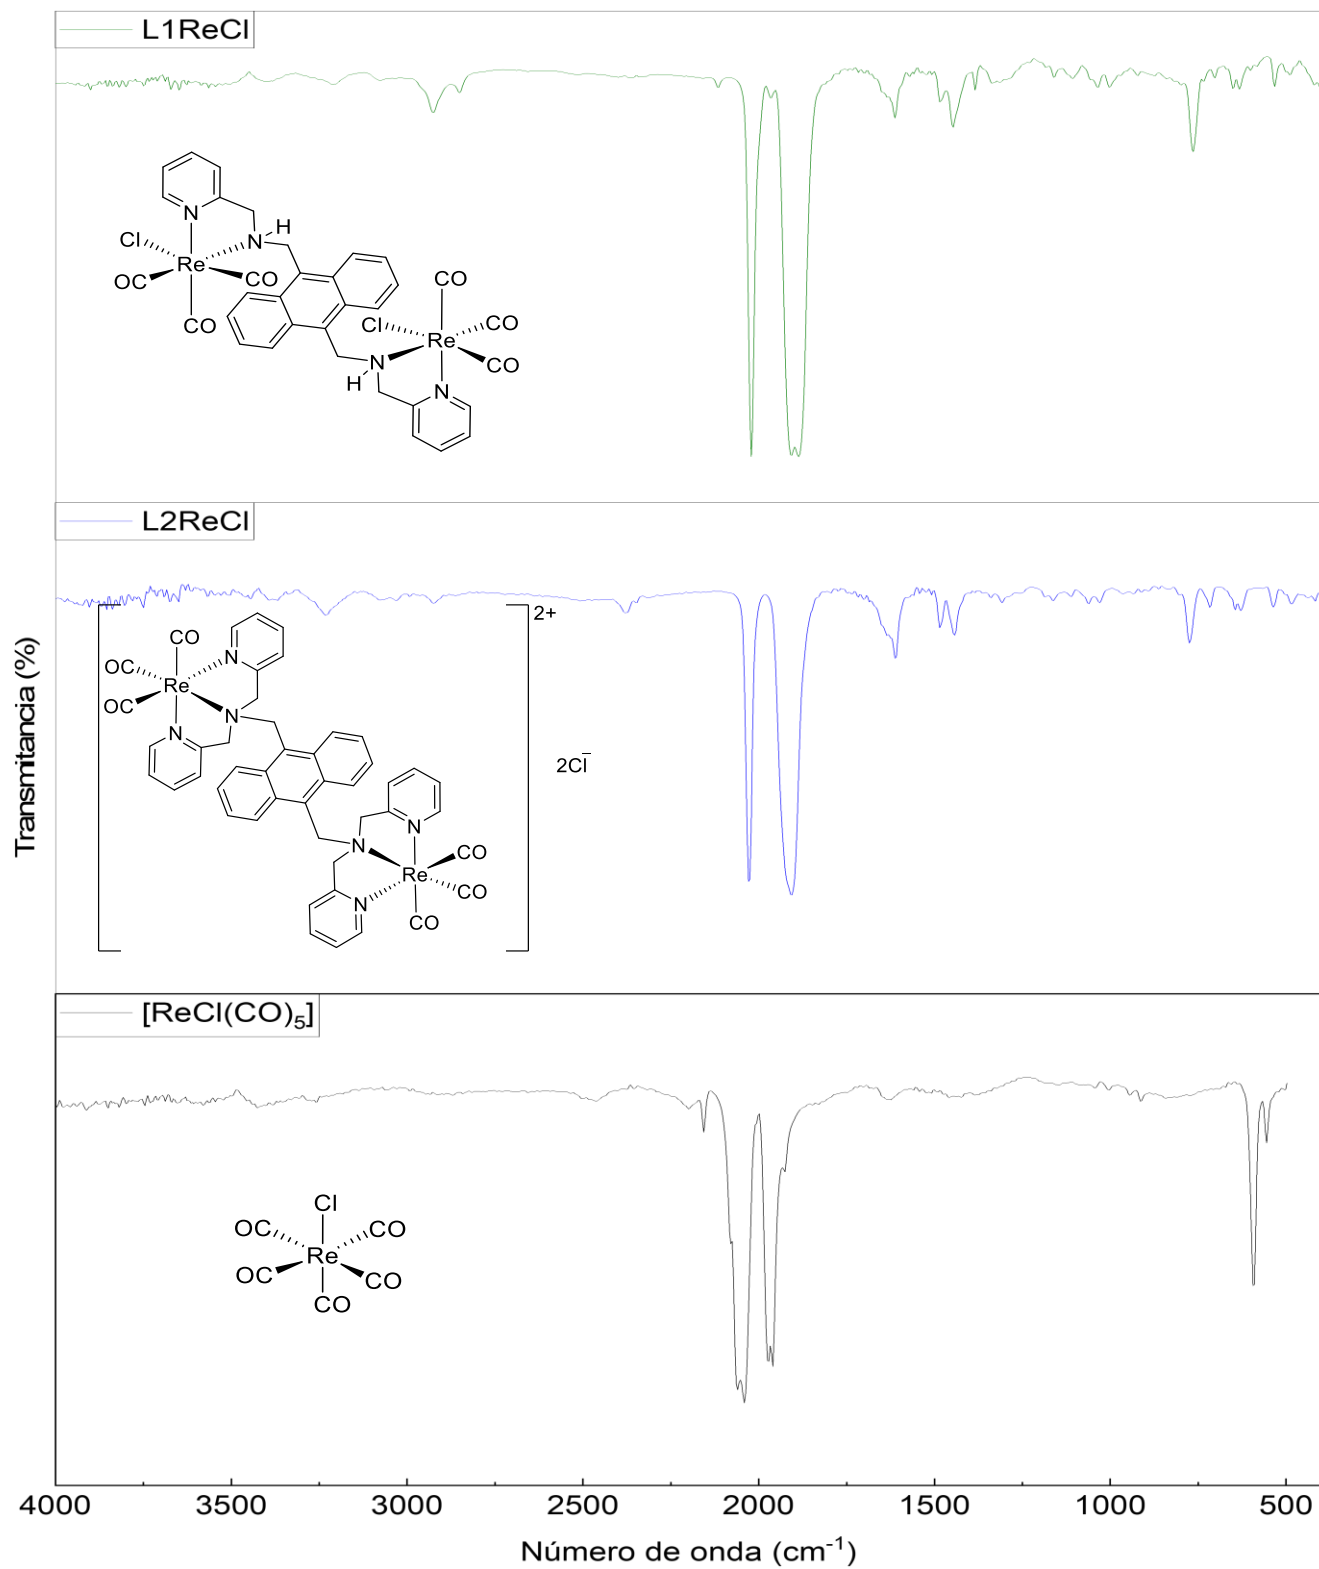 L1ReCl
N
H
Cl
N
Re
OC
CO
CO
CO
Cl
Re
CO
N
CO
H
N
L2ReCl
2+
CO
N
OC
Re
OC
N
N
2Cl⁻
N
N
CO
Re
CO
N
CO
Transmitancia (%)
[ReCl(CO)₅]
Cl
OC
CO
Re
OC
CO
CO
4000 3500 3000 2500 2000 1500 1000 500
Número de onda (cm⁻¹)